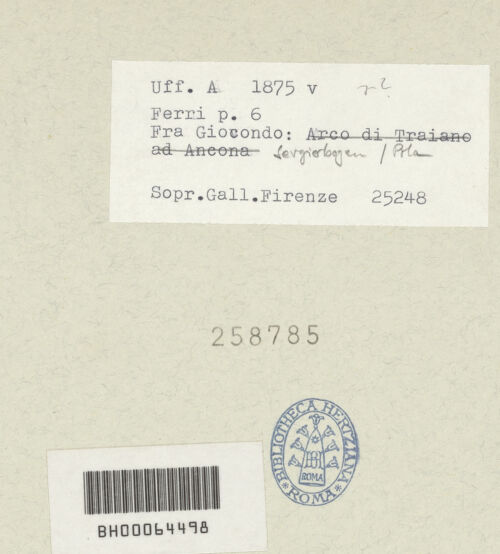 Uff. A 1875 v r?
Ferri p. 6
Fra Giocondo: Arco di Traiano
ad Ancona Sergierbogen / Pola
Sopr.Gall.Firenze 25248
258785
BIBLIOTHECA HERTZIANA
ROMA
* ROMA *
BH00064498